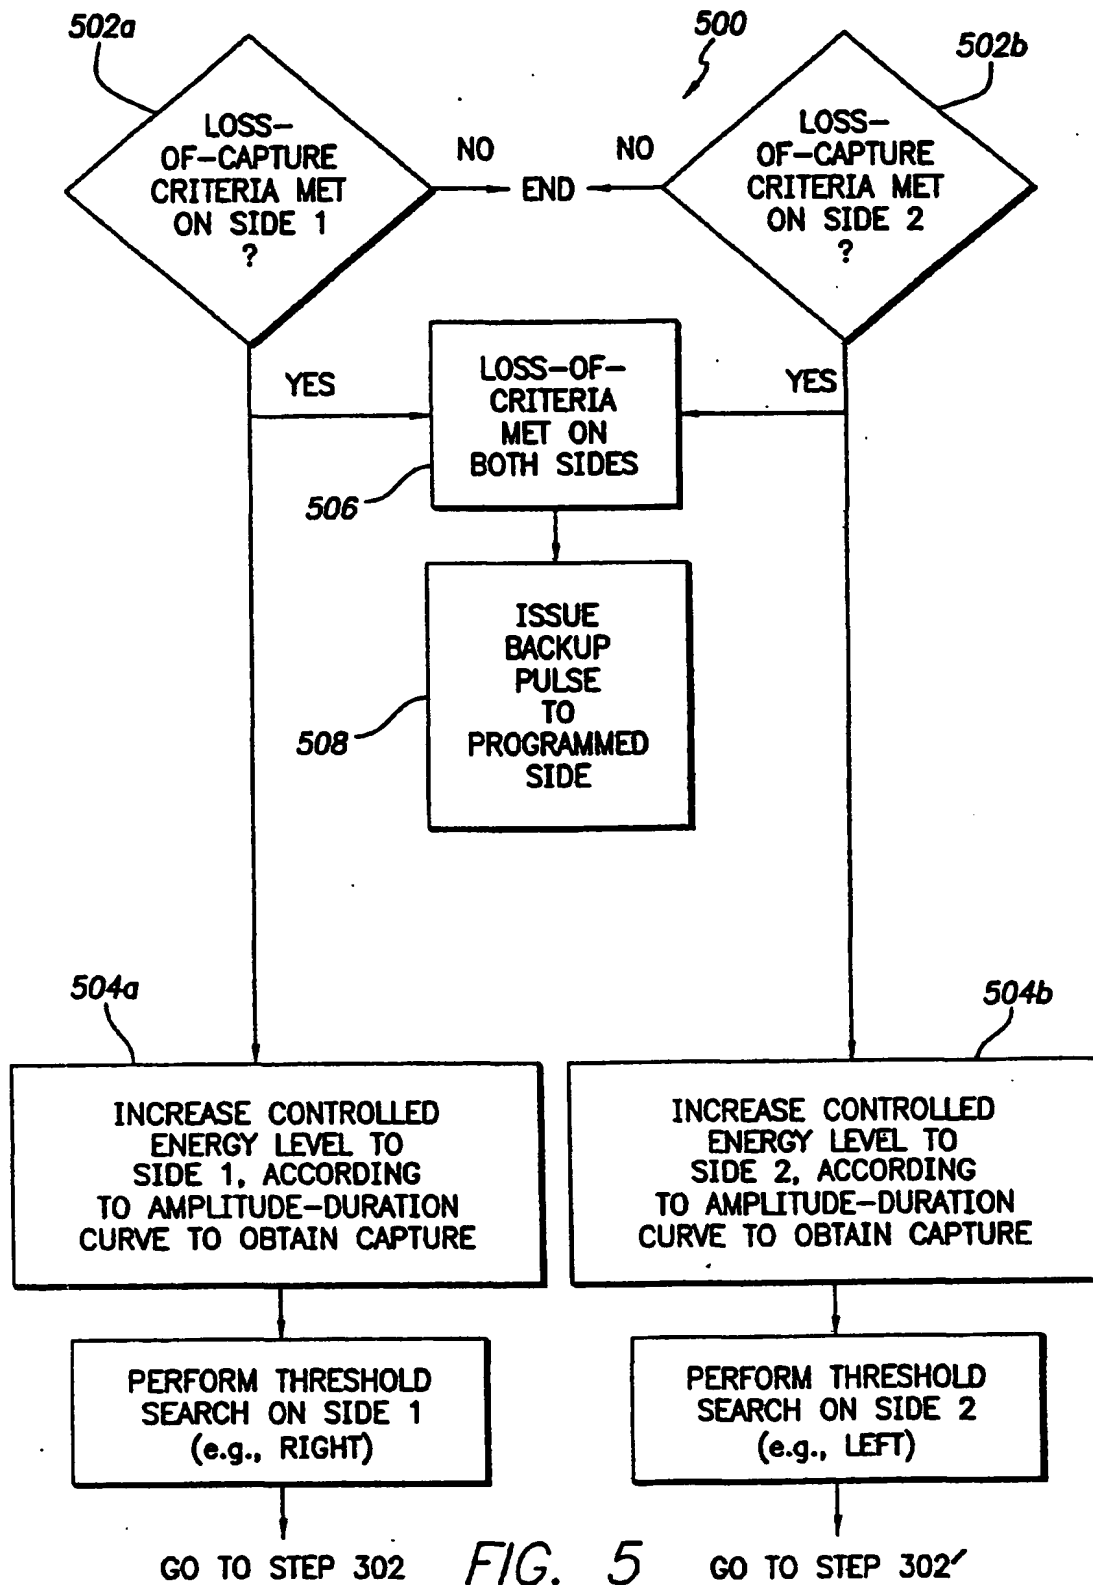 502a
500
502b
LOSS-
OF-CAPTURE
CRITERIA MET
ON SIDE 1
?
NO
END
NO
LOSS-
OF-CAPTURE
CRITERIA MET
ON SIDE 2
?
YES
LOSS-OF-
CRITERIA
MET ON
BOTH SIDES
YES
506
ISSUE
BACKUP
PULSE
TO
PROGRAMMED
SIDE
508
504a
504b
INCREASE CONTROLLED
ENERGY LEVEL TO
SIDE 1, ACCORDING
TO AMPLITUDE-DURATION
CURVE TO OBTAIN CAPTURE
INCREASE CONTROLLED
ENERGY LEVEL TO
SIDE 2, ACCORDING
TO AMPLITUDE-DURATION
CURVE TO OBTAIN CAPTURE
PERFORM THRESHOLD
SEARCH ON SIDE 1
(e.g., RIGHT)
PERFORM THRESHOLD
SEARCH ON SIDE 2
(e.g., LEFT)
GO TO STEP 302
FIG. 5
GO TO STEP 302′